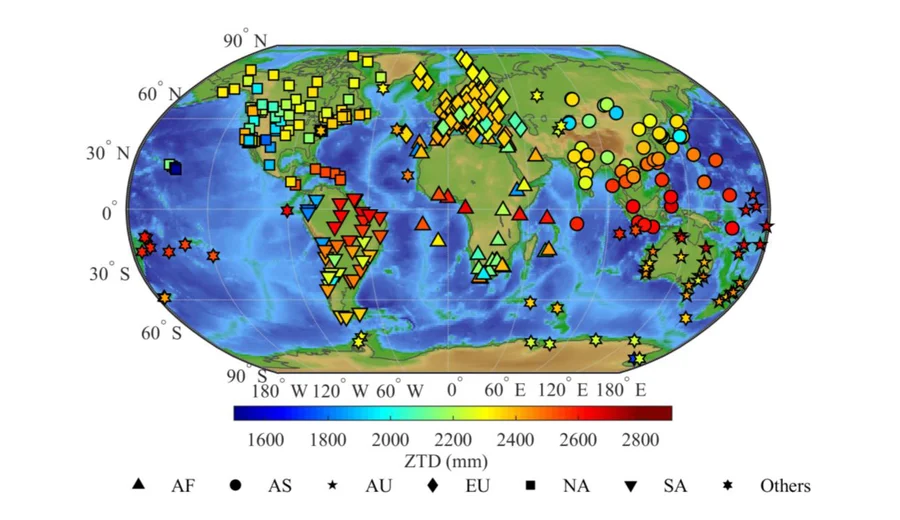 90° N
60° N
30° N
0°
30° S
60° S
90° S
180° W 120° W 60° W 0° 60° E 120° E 180° E
1600 1800 2000 2200 2400 2600 2800
ZTD (mm)
AF AS AU EU NA SA Others